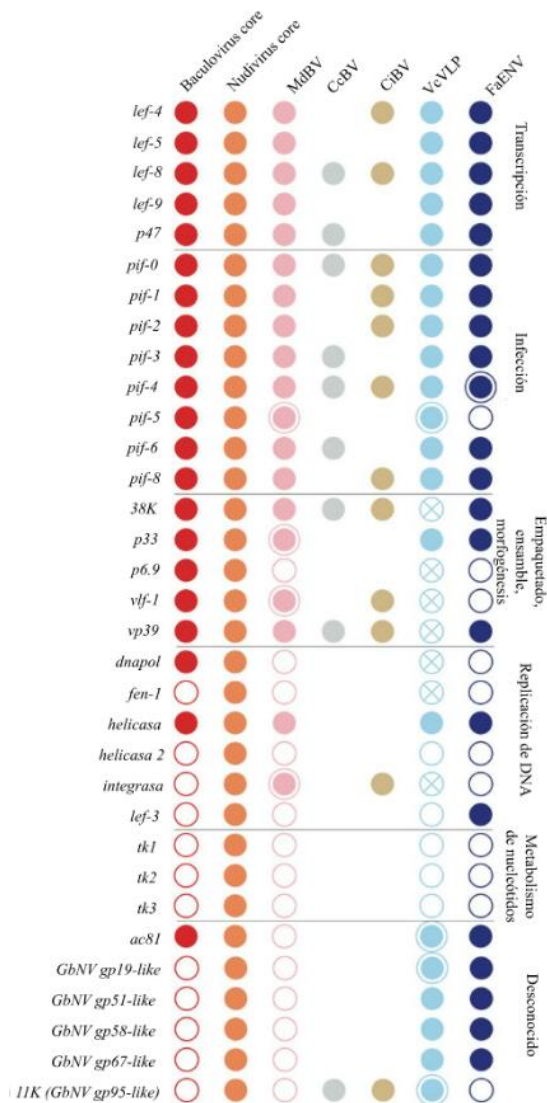 Baculovirus core
Nudivirus core
MdBV
CcBV
CiBV
VcVLP
FaENV
lef-4
lef-5
lef-8
lef-9
p47
Transcripción
pif-0
pif-1
pif-2
pif-3
pif-4
pif-5
pif-6
pif-8
Infección
38K
p33
p6.9
vlf-1
vp39
Empaquetado,
ensamble,
morfogénesis
dnapol
fen-1
helicasa
helicasa 2
integrasa
lef-3
Replicación de DNA
tk1
tk2
tk3
Metabolismo
de nucleótidos
ac81
GbNV gp19-like
GbNV gp51-like
GbNV gp58-like
GbNV gp67-like
11K (GbNV gp95-like)
Desconocido